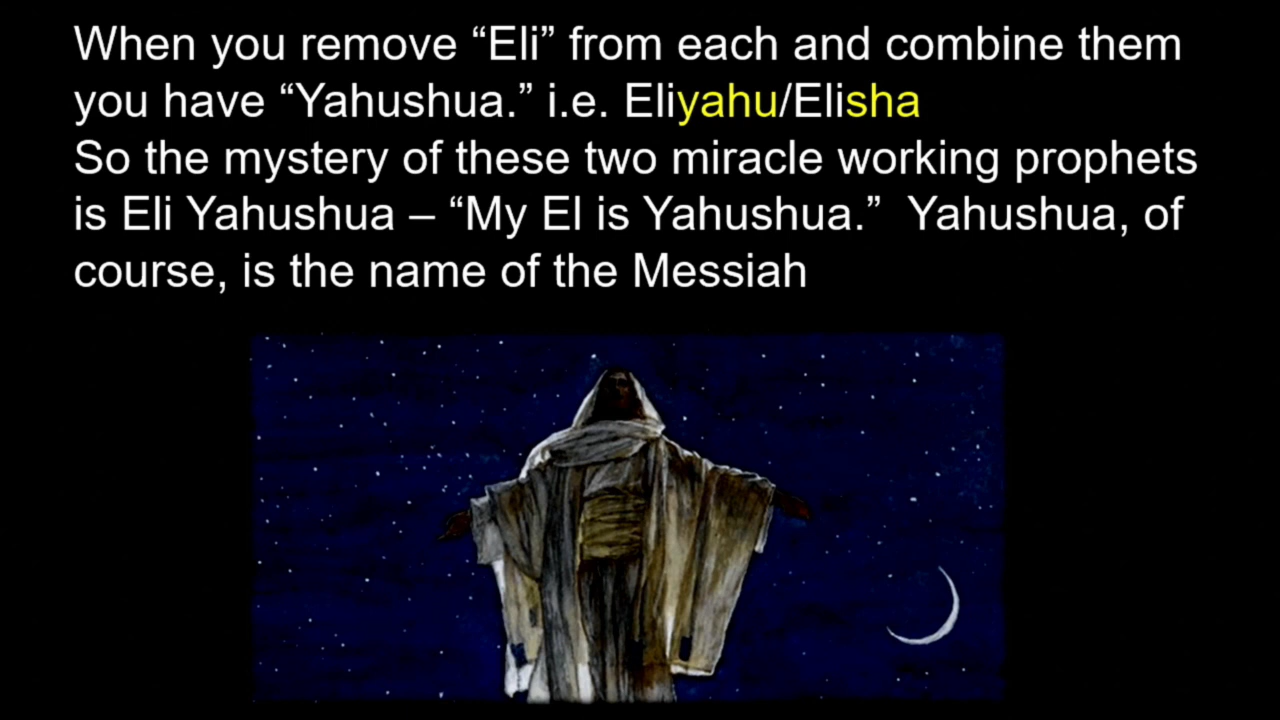 When you remove “Eli” from each and combine them
you have “Yahushua.” i.e. Eliyahu/Elisha
So the mystery of these two miracle working prophets
is Eli Yahushua – “My El is Yahushua.”  Yahushua, of
course, is the name of the Messiah